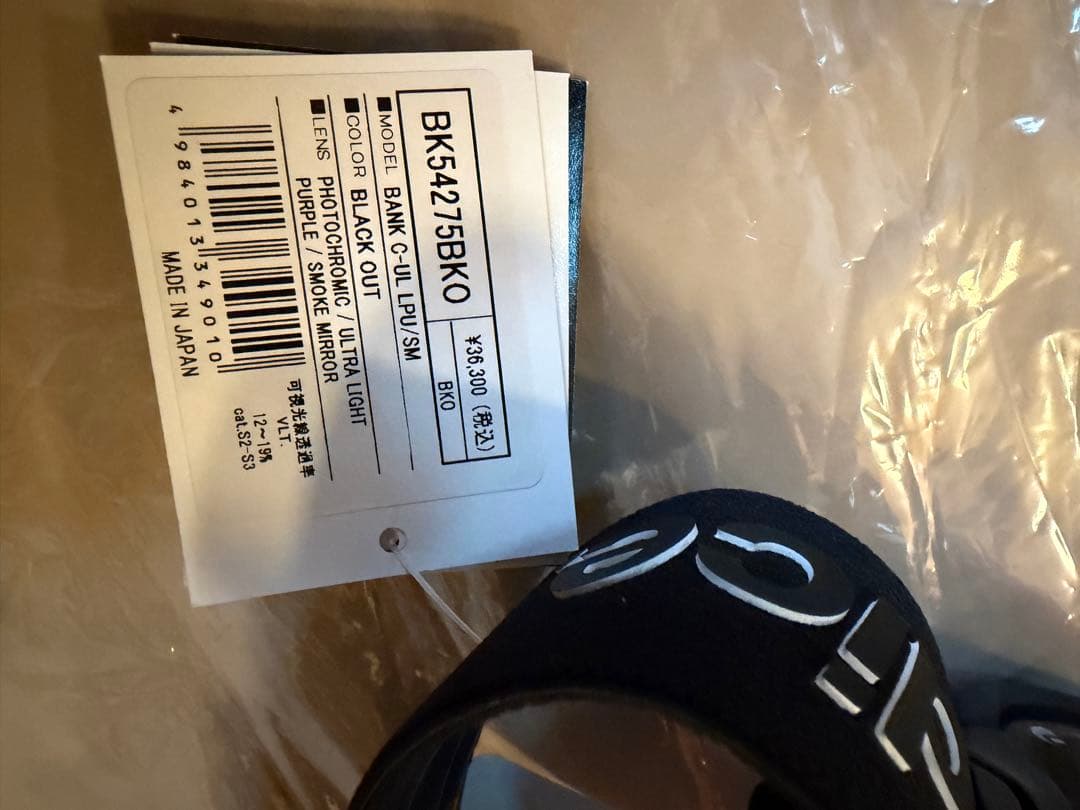 BK54275BKO
¥36,300 (税込)
BKO
■MODEL BANK C-UL LPU/SM
■COLOR BLACK OUT
■LENS PHOTOCHROMIC / ULTRA LIGHT
PURPLE / SMOKE MIRROR
可視光線透過率
VLT.
12~19%
cat.S2-S3
4 984013 349010
MADE IN JAPAN